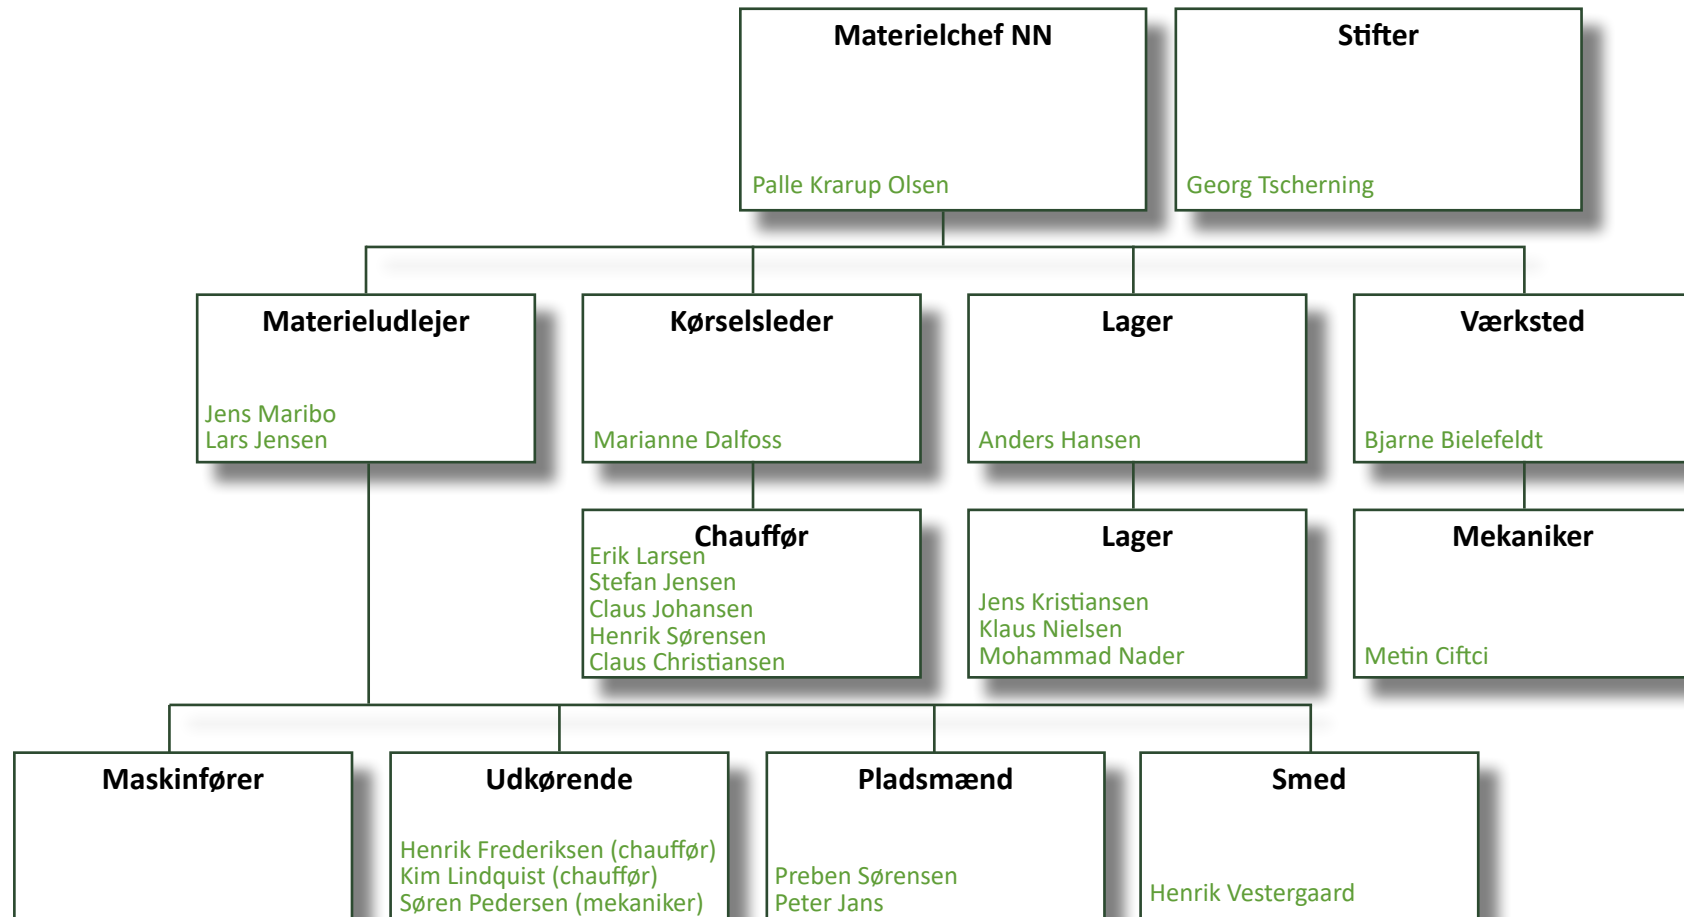 Materielchef NN
Palle Krarup Olsen
Stifter
Georg Tscherning
Materieludlejer
Jens Maribo
Lars Jensen
Kørselsleder
Marianne Dalfoss
Lager
Anders Hansen
Værksted
Bjarne Bielefeldt
Chauffør
Erik Larsen
Stefan Jensen
Claus Johansen
Henrik Sørensen
Claus Christiansen
Lager
Jens Kristiansen
Klaus Nielsen
Mohammad Nader
Mekaniker
Metin Ciftci
Maskinfører
Udkørende
Henrik Frederiksen (chauffør)
Kim Lindquist (chauffør)
Søren Pedersen (mekaniker)
Pladsmænd
Preben Sørensen
Peter Jans
Smed
Henrik Vestergaard